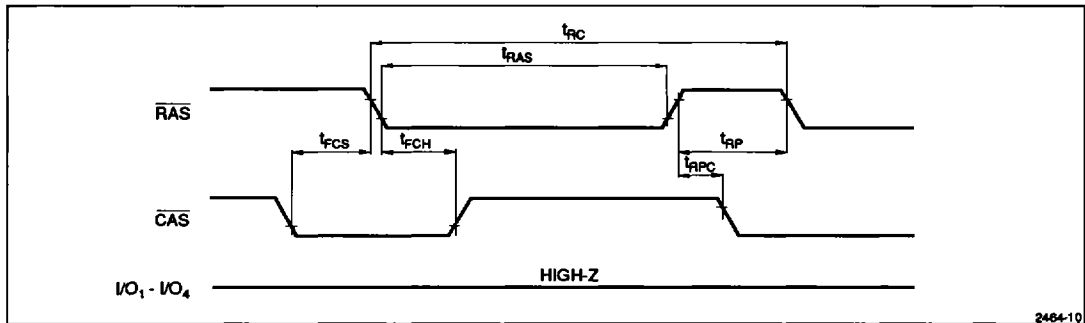 tRC
tRAS
RAS
tFCS
tFCH
tRP
tRPC
CAS
HIGH-Z
I/O1 - I/O4
2464-10